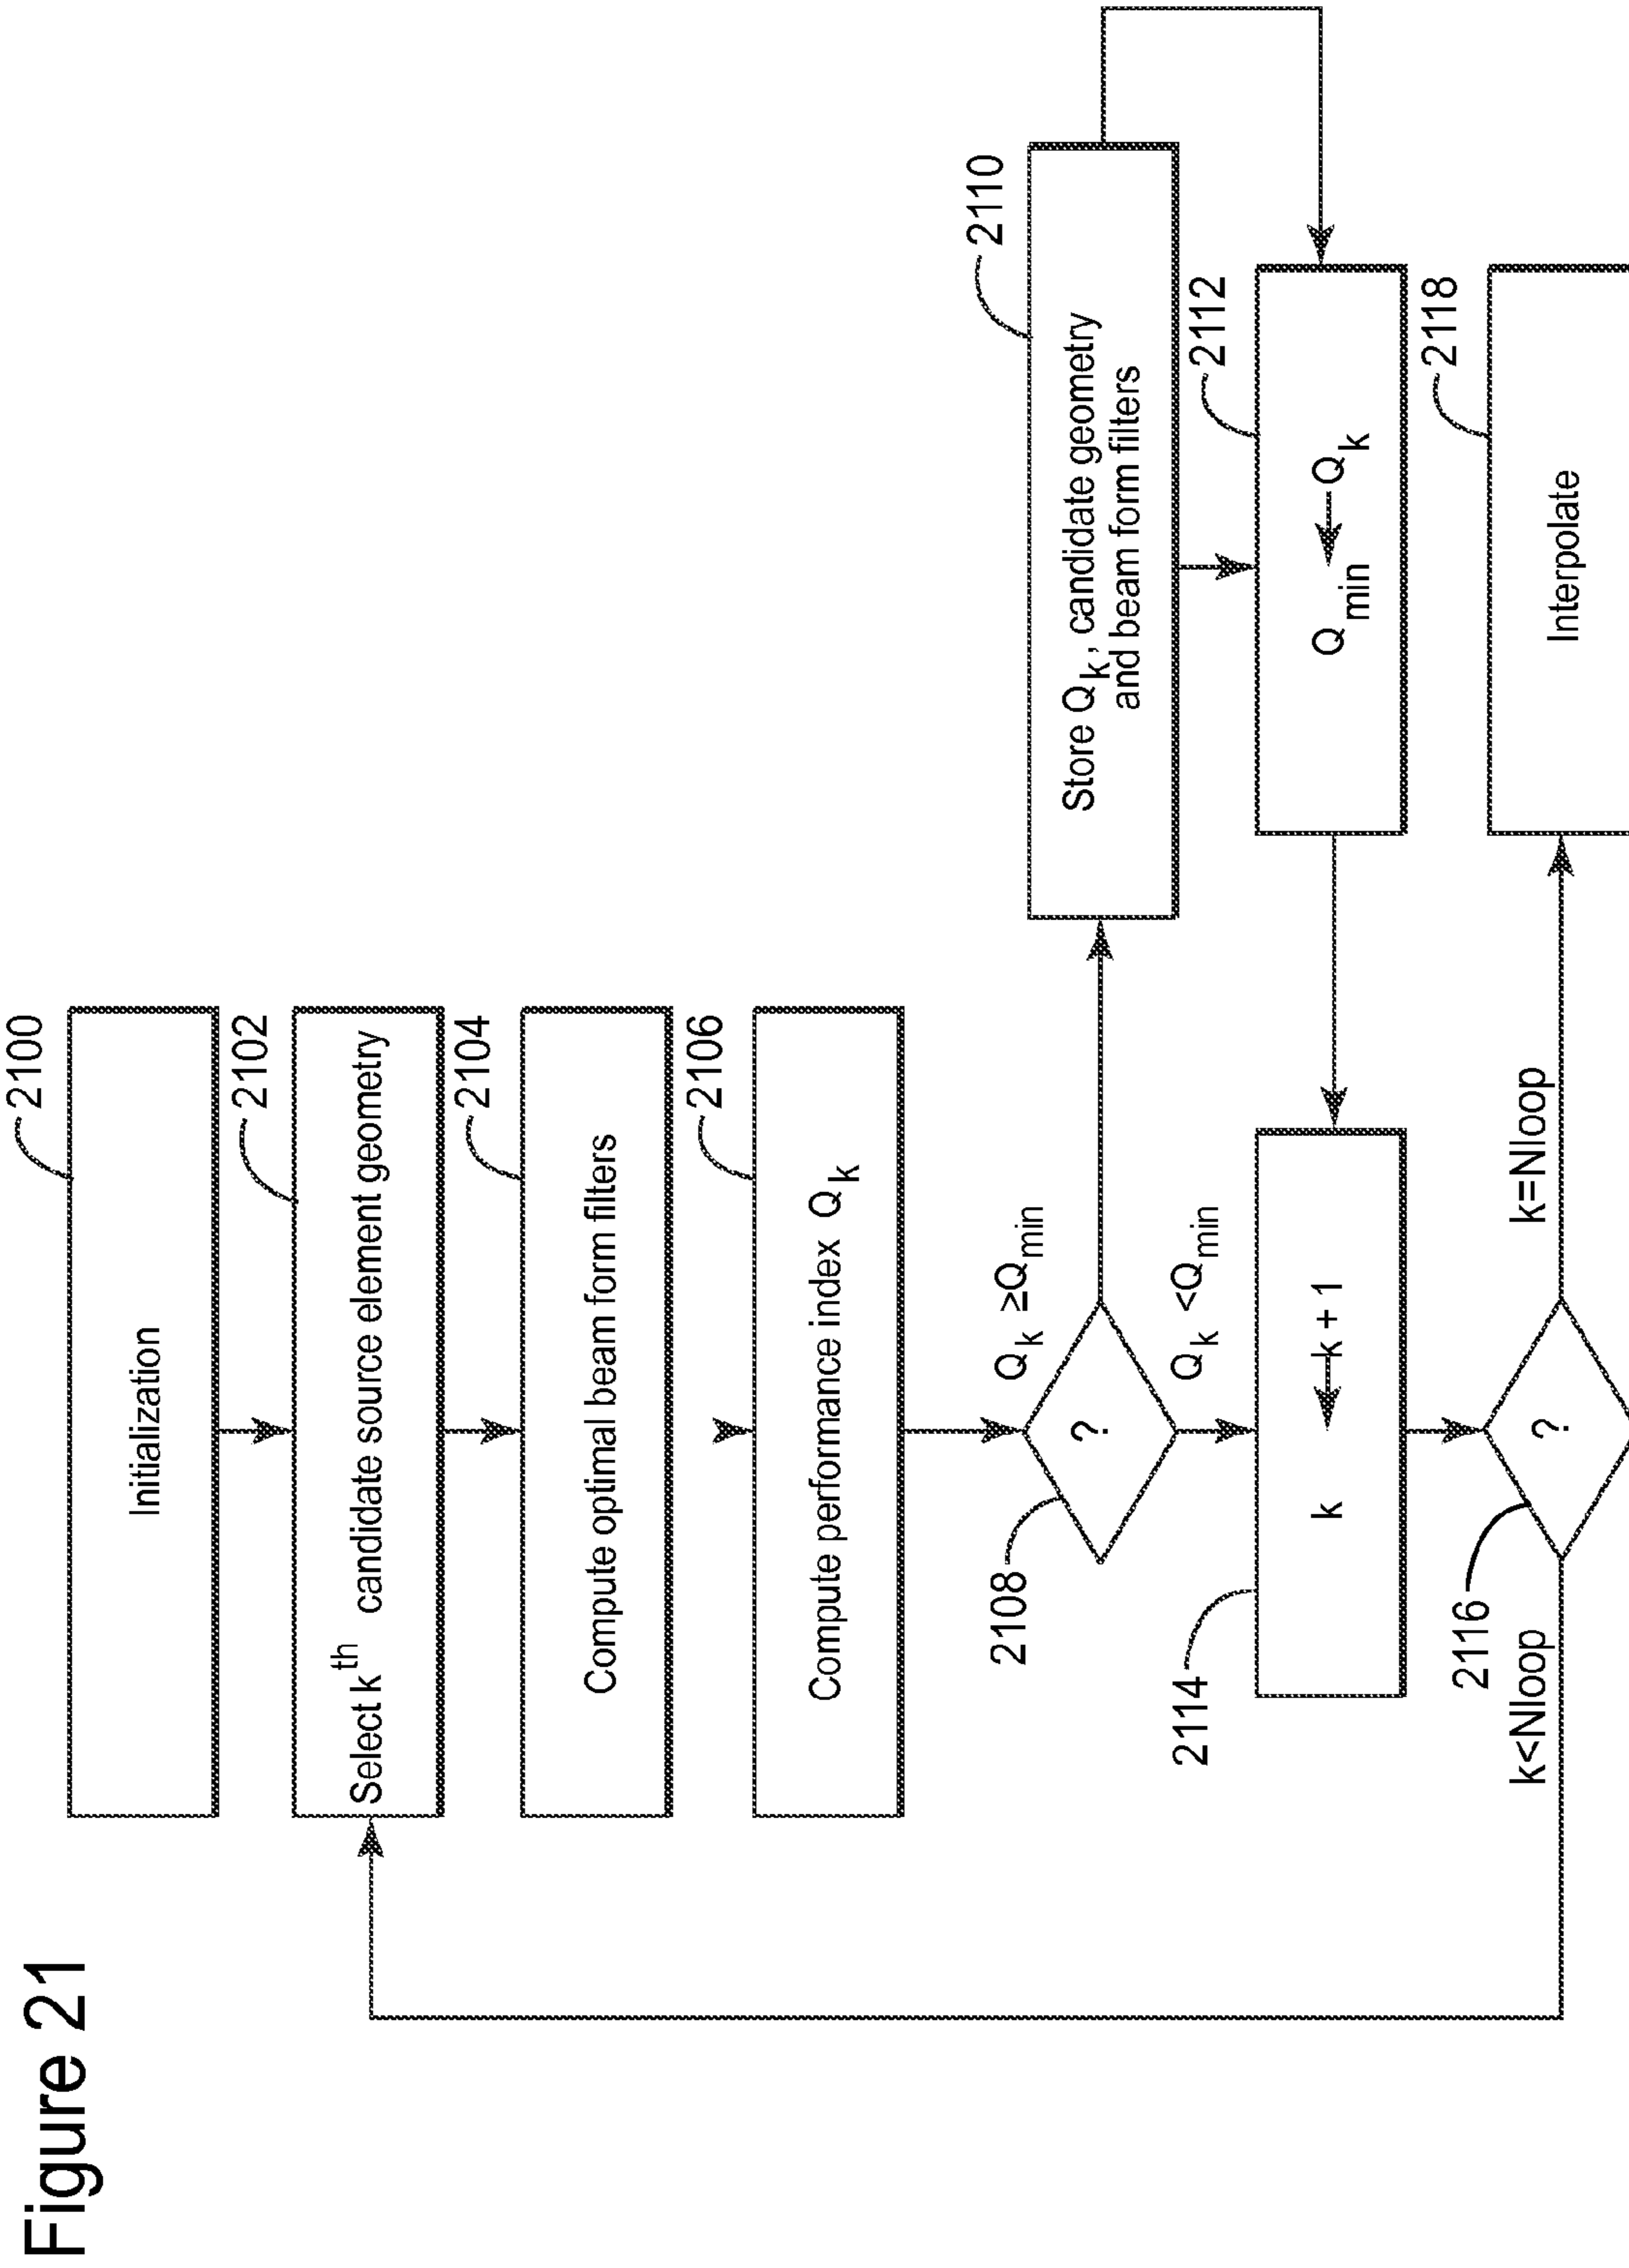 Figure 21
2100
Initialization
2102
Select kth candidate source element geometry
2104
Compute optimal beam form filters
2106
Compute performance index Qk
2108
?
Qk ≥Qmin
Qk <Qmin
2110
Store Qk, candidate geometry
and beam form filters
2112
Qmin ← Qk
2114
k ← k + 1
2116
?
k<Nloop
k=Nloop
2118
Interpolate